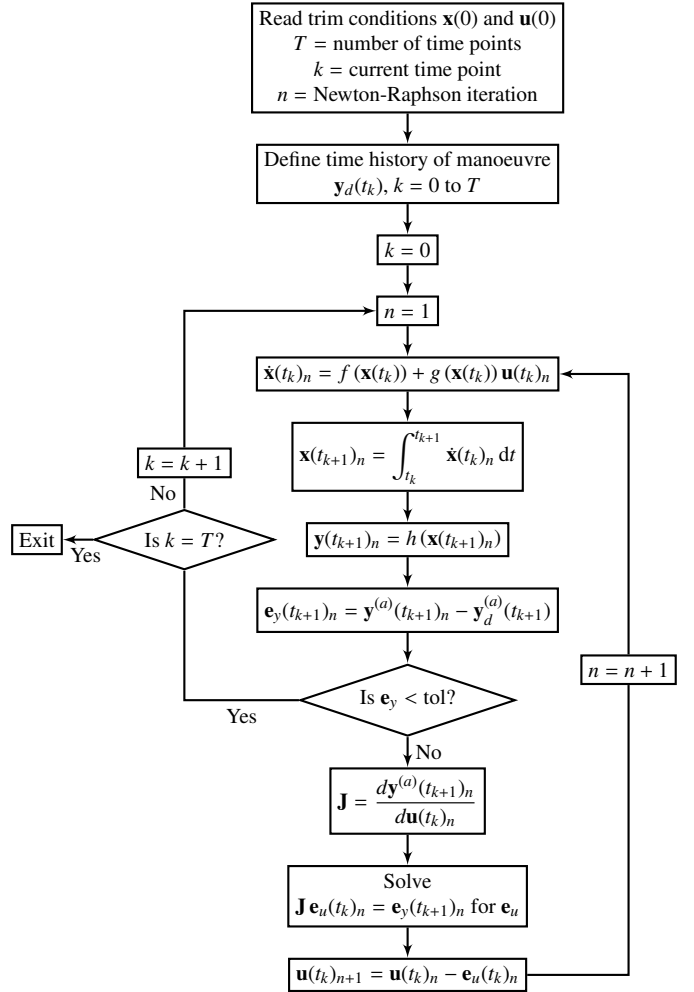 Read trim conditions x(0) and u(0)
T = number of time points
k = current time point
n = Newton-Raphson iteration
Define time history of manoeuvre
y_d(t_k), k = 0 to T
k = 0
n = 1
ẋ(t_k)_n = f (x(t_k)) + g (x(t_k)) u(t_k)_n
x(t_{k+1})_n = ∫_{t_k}^{t_{k+1}} ẋ(t_k)_n dt
k = k + 1
No
y(t_{k+1})_n = h (x(t_{k+1})_n)
Exit
Yes
Is k = T?
e_y(t_{k+1})_n = y^{(a)}(t_{k+1})_n − y_d^{(a)}(t_{k+1})
n = n + 1
Is e_y < tol?
Yes
No
J = dy^{(a)}(t_{k+1})_n / du(t_k)_n
Solve
J e_u(t_k)_n = e_y(t_{k+1})_n for e_u
u(t_k)_{n+1} = u(t_k)_n − e_u(t_k)_n